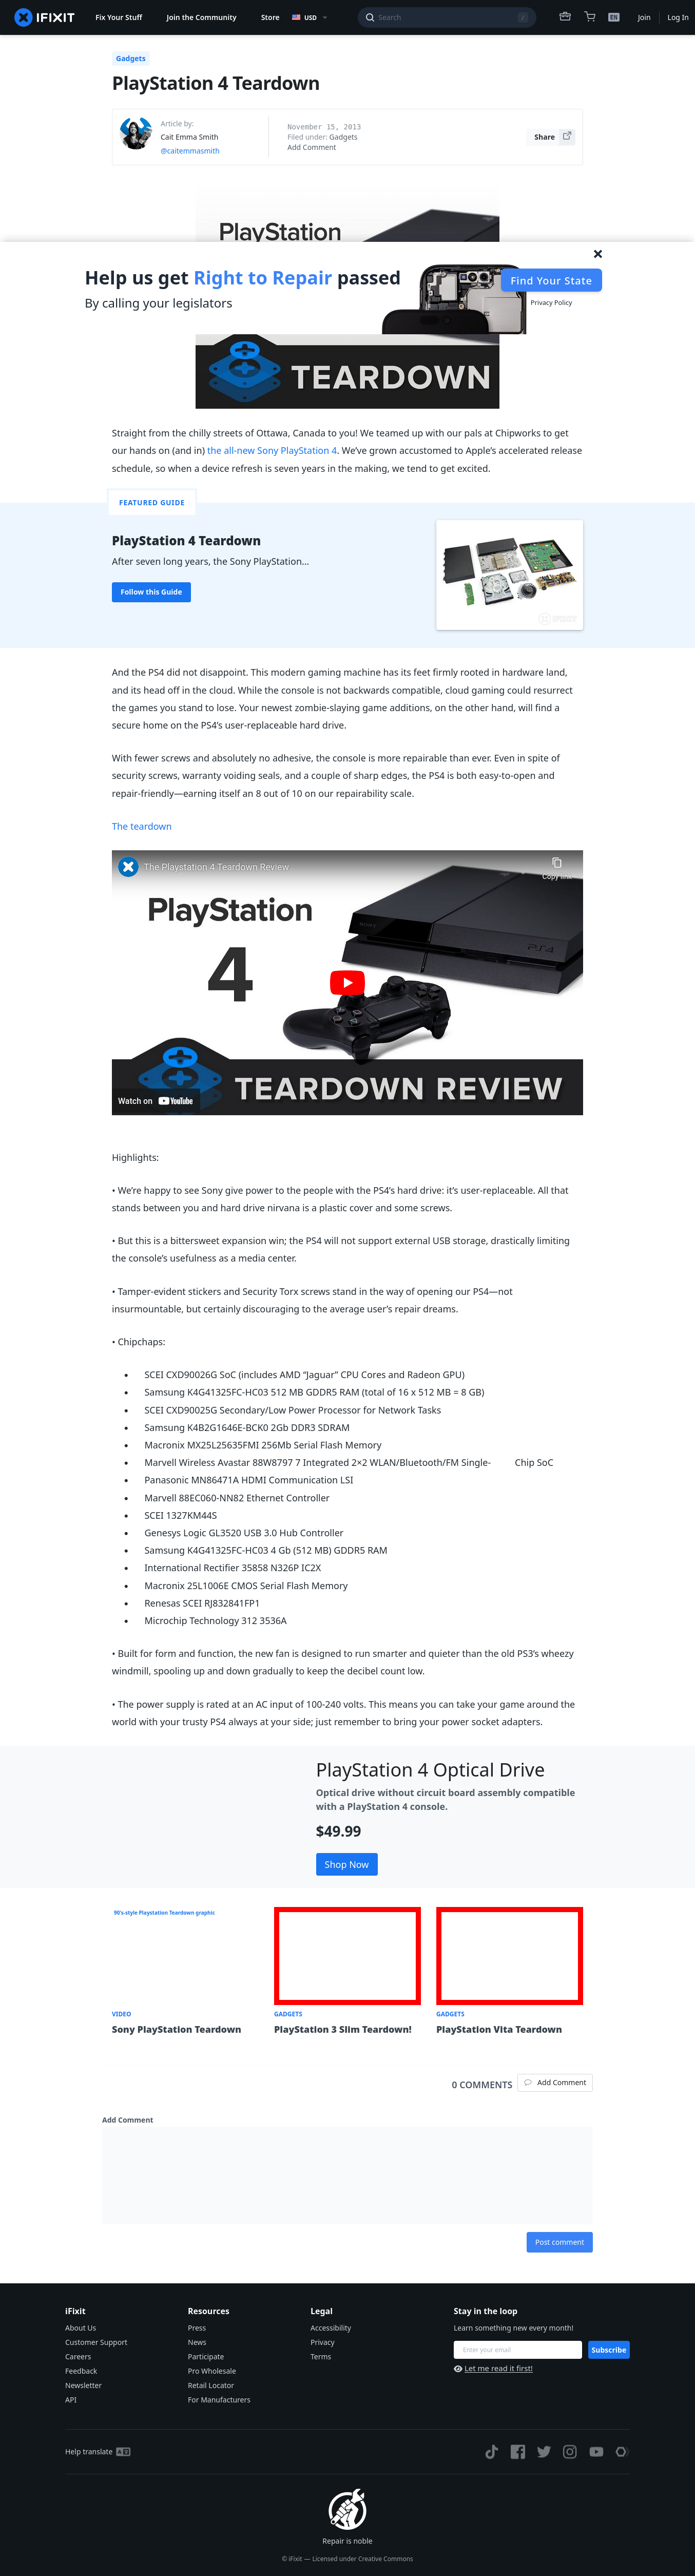 IFIXIT
Fix Your Stuff
Join the Community
Store
USD
Search
/
EN
Join
Log In
Gadgets
PlayStation 4 Teardown
Article by:
Cait Emma Smith
@caitemmasmith
November 15, 2013
Filed under: Gadgets
Add Comment
Share
PlayStation
Help us get Right to Repair passed
By calling your legislators
Find Your State
Privacy Policy
TEARDOWN
Straight from the chilly streets of Ottawa, Canada to you! We teamed up with our pals at Chipworks to get
our hands on (and in) the all-new Sony PlayStation 4. We’ve grown accustomed to Apple’s accelerated release
schedule, so when a device refresh is seven years in the making, we tend to get excited.
FEATURED GUIDE
PlayStation 4 Teardown
After seven long years, the Sony PlayStation...
Follow this Guide
IFIXIT
And the PS4 did not disappoint. This modern gaming machine has its feet firmly rooted in hardware land,
and its head off in the cloud. While the console is not backwards compatible, cloud gaming could resurrect
the games you stand to lose. Your newest zombie-slaying game additions, on the other hand, will find a
secure home on the PS4’s user-replaceable hard drive.
With fewer screws and absolutely no adhesive, the console is more repairable than ever. Even in spite of
security screws, warranty voiding seals, and a couple of sharp edges, the PS4 is both easy-to-open and
repair-friendly—earning itself an 8 out of 10 on our repairability scale.
The teardown
The Playstation 4 Teardown Review
Copy link
PlayStation
4
SONY
PS4
TEARDOWN REVIEW
Watch on YouTube
Highlights:
• We’re happy to see Sony give power to the people with the PS4’s hard drive: it’s user-replaceable. All that
stands between you and hard drive nirvana is a plastic cover and some screws.
• But this is a bittersweet expansion win; the PS4 will not support external USB storage, drastically limiting
the console’s usefulness as a media center.
• Tamper-evident stickers and Security Torx screws stand in the way of opening our PS4—not
insurmountable, but certainly discouraging to the average user’s repair dreams.
• Chipchaps:
• SCEI CXD90026G SoC (includes AMD “Jaguar” CPU Cores and Radeon GPU)
• Samsung K4G41325FC-HC03 512 MB GDDR5 RAM (total of 16 x 512 MB = 8 GB)
• SCEI CXD90025G Secondary/Low Power Processor for Network Tasks
• Samsung K4B2G1646E-BCK0 2Gb DDR3 SDRAM
• Macronix MX25L25635FMI 256Mb Serial Flash Memory
• Marvell Wireless Avastar 88W8797 7 Integrated 2×2 WLAN/Bluetooth/FM Single- Chip SoC
• Panasonic MN86471A HDMI Communication LSI
• Marvell 88EC060-NN82 Ethernet Controller
• SCEI 1327KM44S
• Genesys Logic GL3520 USB 3.0 Hub Controller
• Samsung K4G41325FC-HC03 4 Gb (512 MB) GDDR5 RAM
• International Rectifier 35858 N326P IC2X
• Macronix 25L1006E CMOS Serial Flash Memory
• Renesas SCEI RJ832841FP1
• Microchip Technology 312 3536A
• Built for form and function, the new fan is designed to run smarter and quieter than the old PS3’s wheezy
windmill, spooling up and down gradually to keep the decibel count low.
• The power supply is rated at an AC input of 100-240 volts. This means you can take your game around the
world with your trusty PS4 always at your side; just remember to bring your power socket adapters.
PlayStation 4 Optical Drive
Optical drive without circuit board assembly compatible
with a PlayStation 4 console.
$49.99
Shop Now
90's-style Playstation Teardown graphic
VIDEO
Sony PlayStation Teardown
GADGETS
PlayStation 3 Slim Teardown!
GADGETS
PlayStation Vita Teardown
0 COMMENTS
Add Comment
Add Comment
Post comment
iFixit
About Us
Customer Support
Careers
Feedback
Newsletter
API
Resources
Press
News
Participate
Pro Wholesale
Retail Locator
For Manufacturers
Legal
Accessibility
Privacy
Terms
Stay in the loop
Learn something new every month!
Enter your email
Subscribe
Let me read it first!
Help translate
Repair is noble
© iFixit — Licensed under Creative Commons